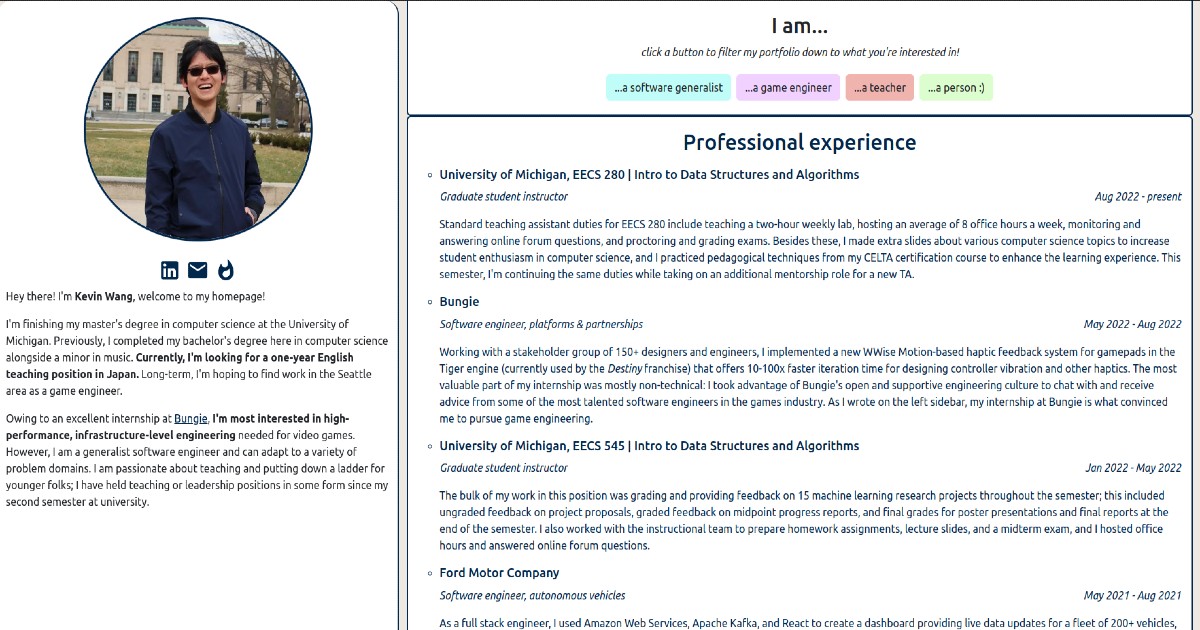 Hey there! I'm Kevin Wang, welcome to my homepage!
I'm finishing my master's degree in computer science at the University of
Michigan. Previously, I completed my bachelor's degree here in computer science
alongside a minor in music. Currently, I'm looking for a one-year English
teaching position in Japan. Long-term, I'm hoping to find work in the Seattle
area as a game engineer.
Owing to an excellent internship at Bungie, I'm most interested in high-
performance, infrastructure-level engineering needed for video games.
However, I am a generalist software engineer and can adapt to a variety of
problem domains. I am passionate about teaching and putting down a ladder for
younger folks; I have held teaching or leadership positions in some form since my
second semester at university.
I am...
click a button to filter my portfolio down to what you're interested in!
...a software generalist ...a game engineer ...a teacher ...a person :)
Professional experience
University of Michigan, EECS 280 | Intro to Data Structures and Algorithms
Graduate student instructor Aug 2022 - present
Standard teaching assistant duties for EECS 280 include teaching a two-hour weekly lab, hosting an average of 8 office hours a week, monitoring and
answering online forum questions, and proctoring and grading exams. Besides these, I made extra slides about various computer science topics to increase
student enthusiasm in computer science, and I practiced pedagogical techniques from my CELTA certification course to enhance the learning experience. This
semester, I'm continuing the same duties while taking on an additional mentorship role for a new TA.
Bungie
Software engineer, platforms & partnerships May 2022 - Aug 2022
Working with a stakeholder group of 150+ designers and engineers, I implemented a new WWise Motion-based haptic feedback system for gamepads in the
Tiger engine (currently used by the Destiny franchise) that offers 10-100x faster iteration time for designing controller vibration and other haptics. The most
valuable part of my internship was mostly non-technical: I took advantage of Bungie's open and supportive engineering culture to chat with and receive
advice from some of the most talented software engineers in the games industry. As I wrote on the left sidebar, my internship at Bungie is what convinced
me to pursue game engineering.
University of Michigan, EECS 545 | Intro to Data Structures and Algorithms
Graduate student instructor Jan 2022 - May 2022
The bulk of my work in this position was grading and providing feedback on 15 machine learning research projects throughout the semester; this included
ungraded feedback on project proposals, graded feedback on midpoint progress reports, and final grades for poster presentations and final reports at the
end of the semester. I also worked with the instructional team to prepare homework assignments, lecture slides, and a midterm exam, and I hosted office
hours and answered online forum questions.
Ford Motor Company
Software engineer, autonomous vehicles May 2021 - Aug 2021
As a full stack engineer, I used Amazon Web Services, Apache Kafka, and React to create a dashboard providing live data updates for a fleet of 200+ vehicles,